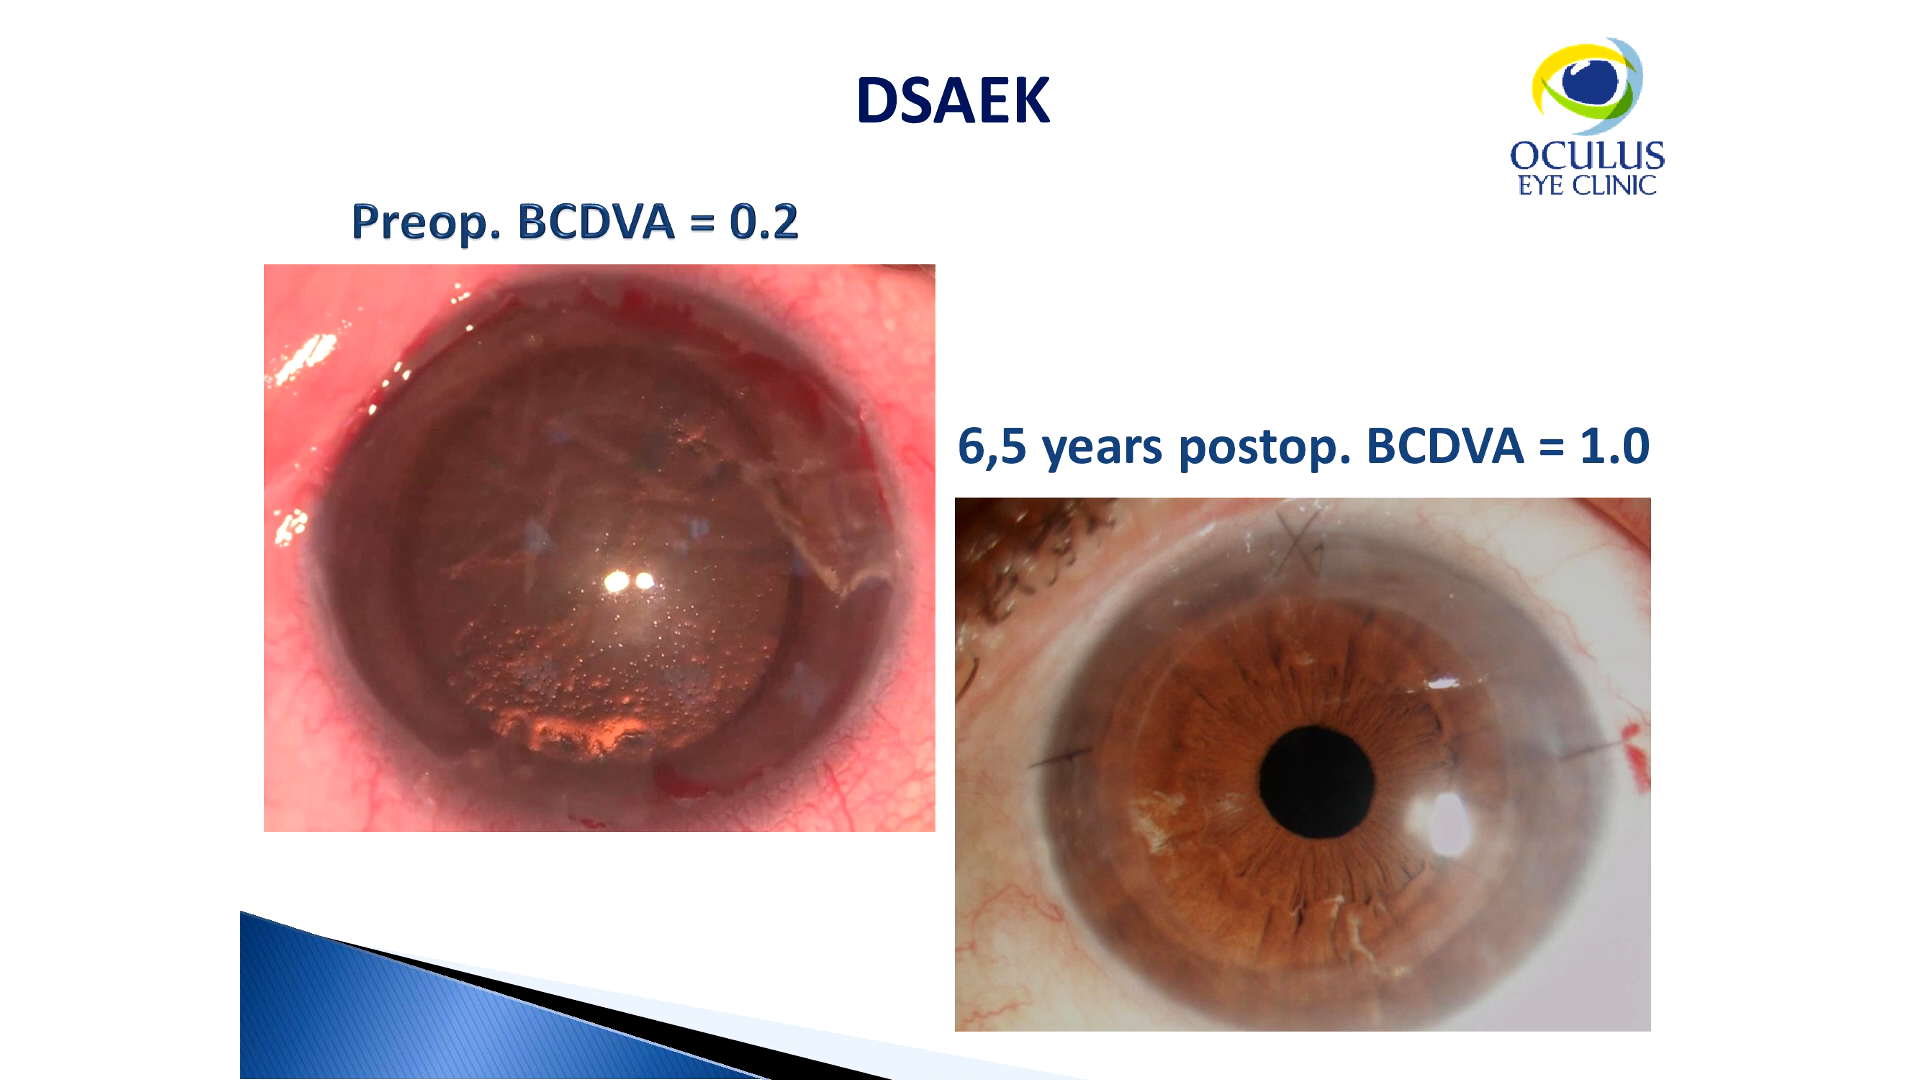 DSAEK
OCULUS
EYE CLINIC
Preop. BCDVA = 0.2
6,5 years postop. BCDVA = 1.0